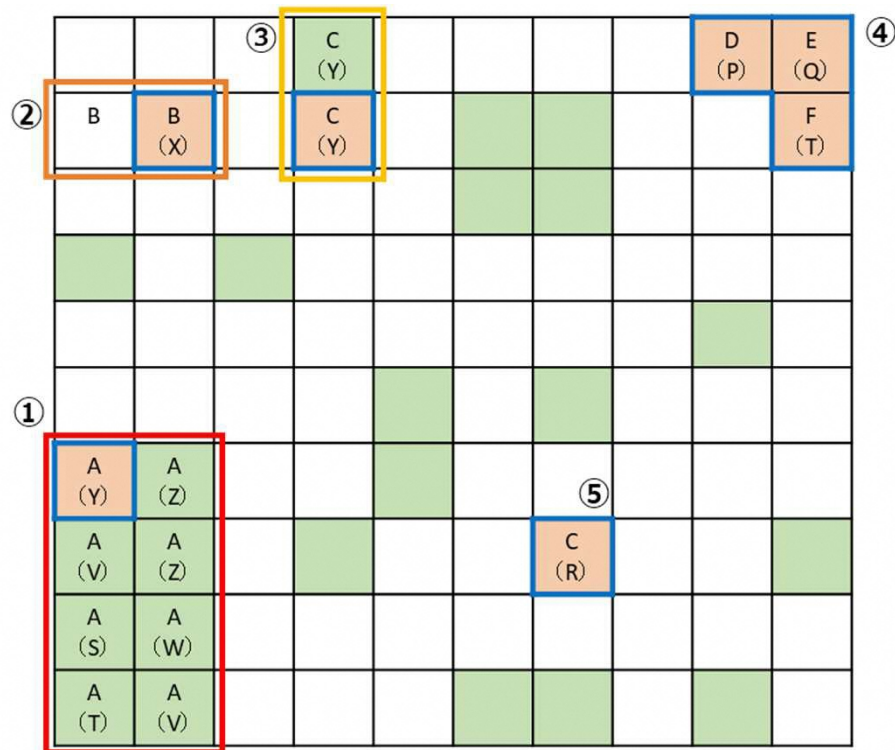 ③
C
(Y)
D
(P)
E
(Q)
④
②
B
B
(X)
C
(Y)
F
(T)
①
A
(Y)
A
(Z)
⑤
A
(V)
A
(Z)
C
(R)
A
(S)
A
(W)
A
(T)
A
(V)